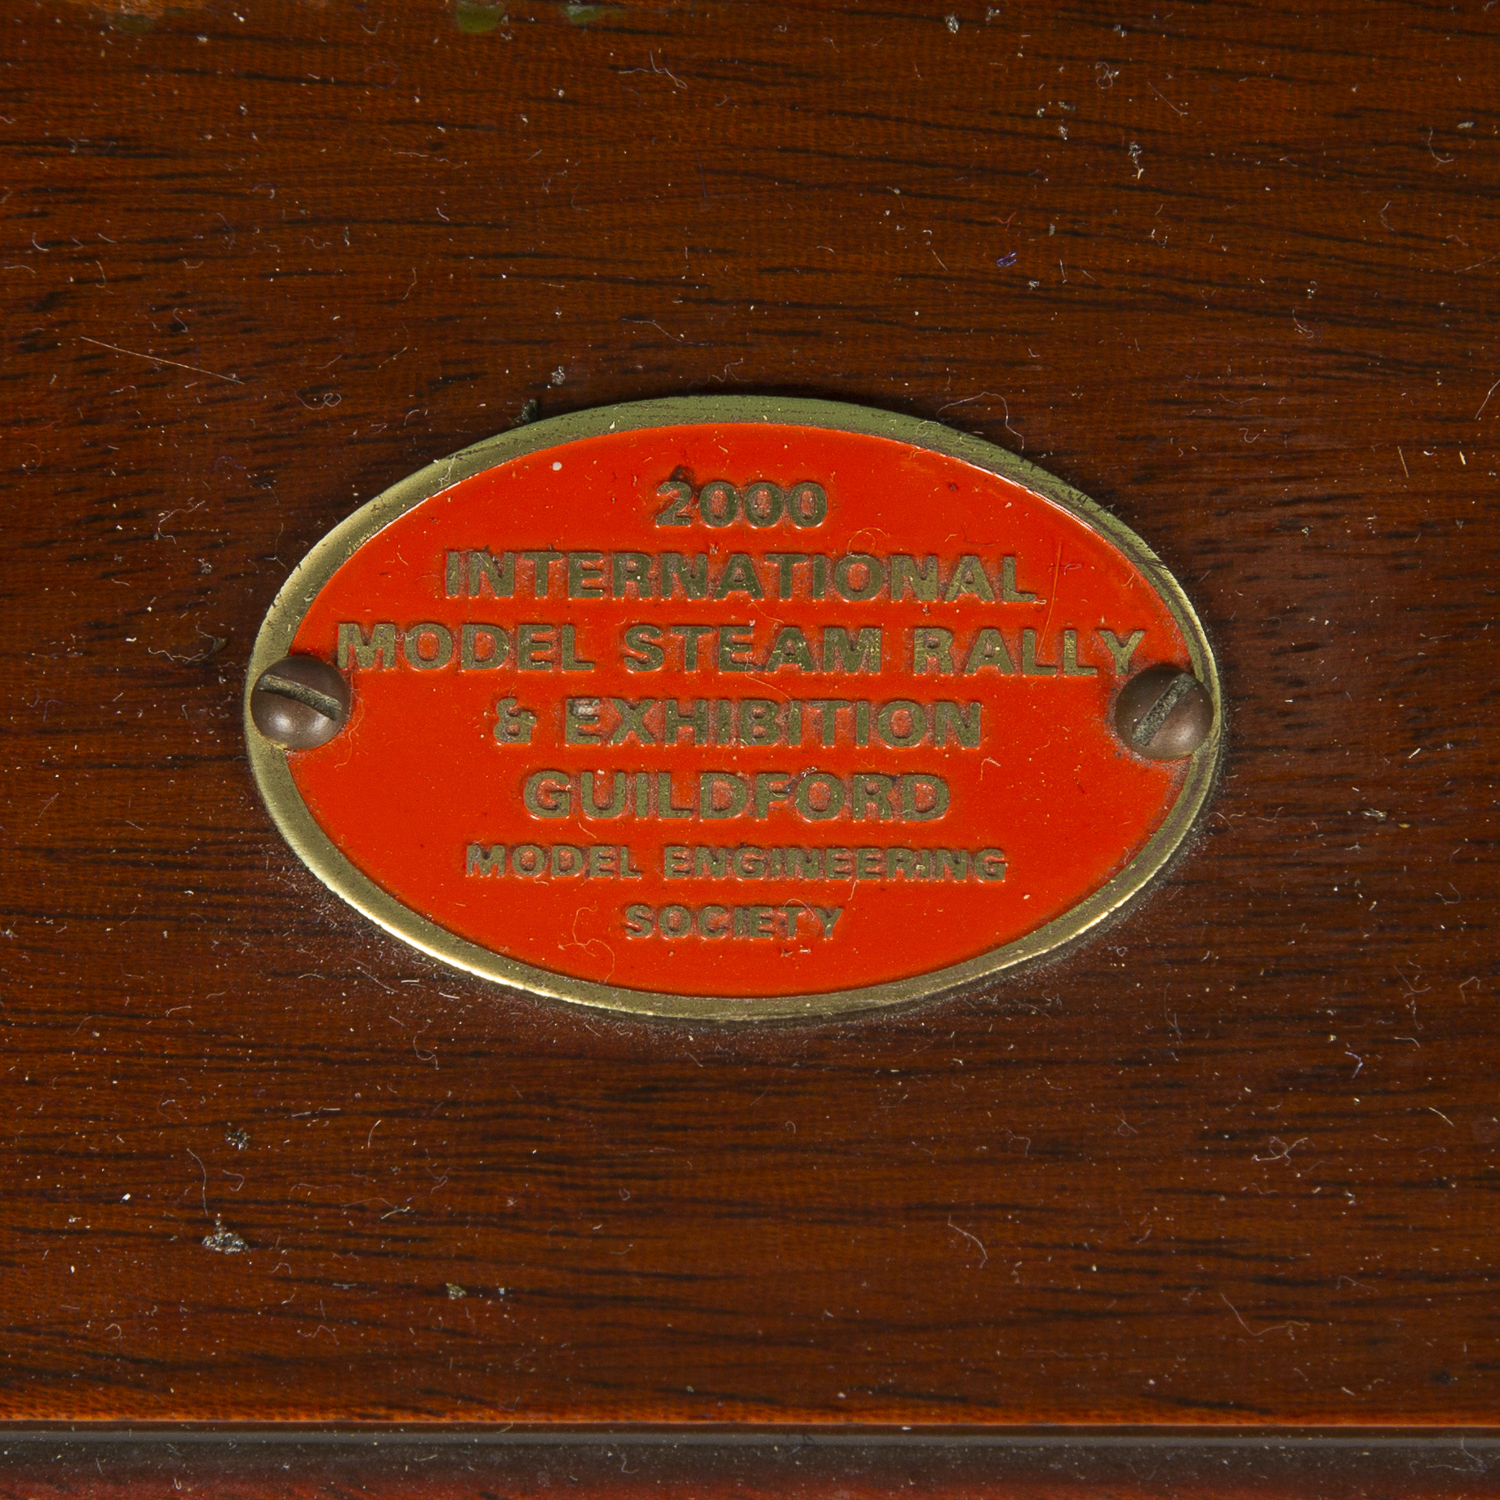 2000
INTERNATIONAL
MODEL STEAM RALLY
& EXHIBITION
GUILDFORD
MODEL ENGINEERING
SOCIETY